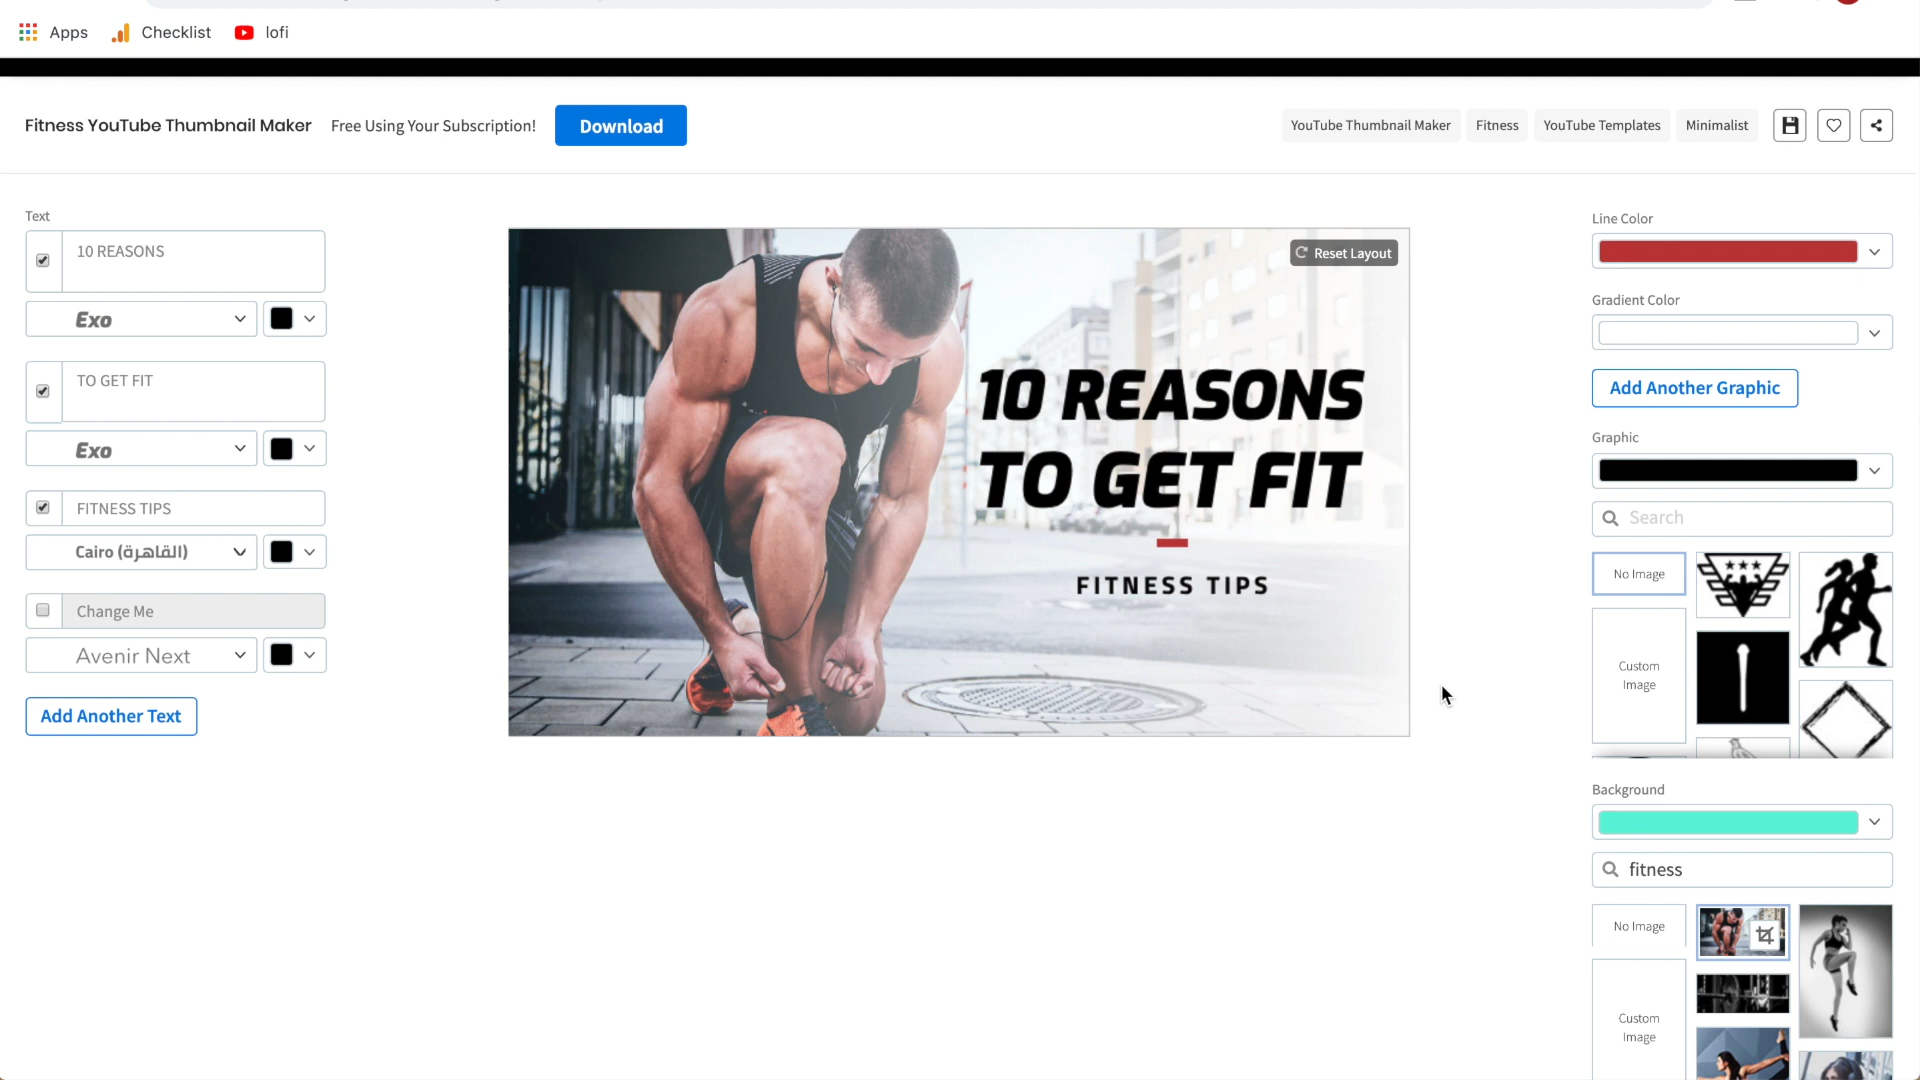 Apps
Checklist
lofi
Fitness YouTube Thumbnail Maker
Free Using Your Subscription!
Download
YouTube Thumbnail Maker
Fitness
YouTube Templates
Minimalist
Text
10 REASONS
Exo
TO GET FIT
Exo
FITNESS TIPS
Cairo (القاهرة)
Change Me
Avenir Next
Add Another Text
Reset Layout
10 REASONS
TO GET FIT
FITNESS TIPS
Line Color
Gradient Color
Add Another Graphic
Graphic
Search
No Image
Custom
Image
Background
fitness
No Image
Custom
Image